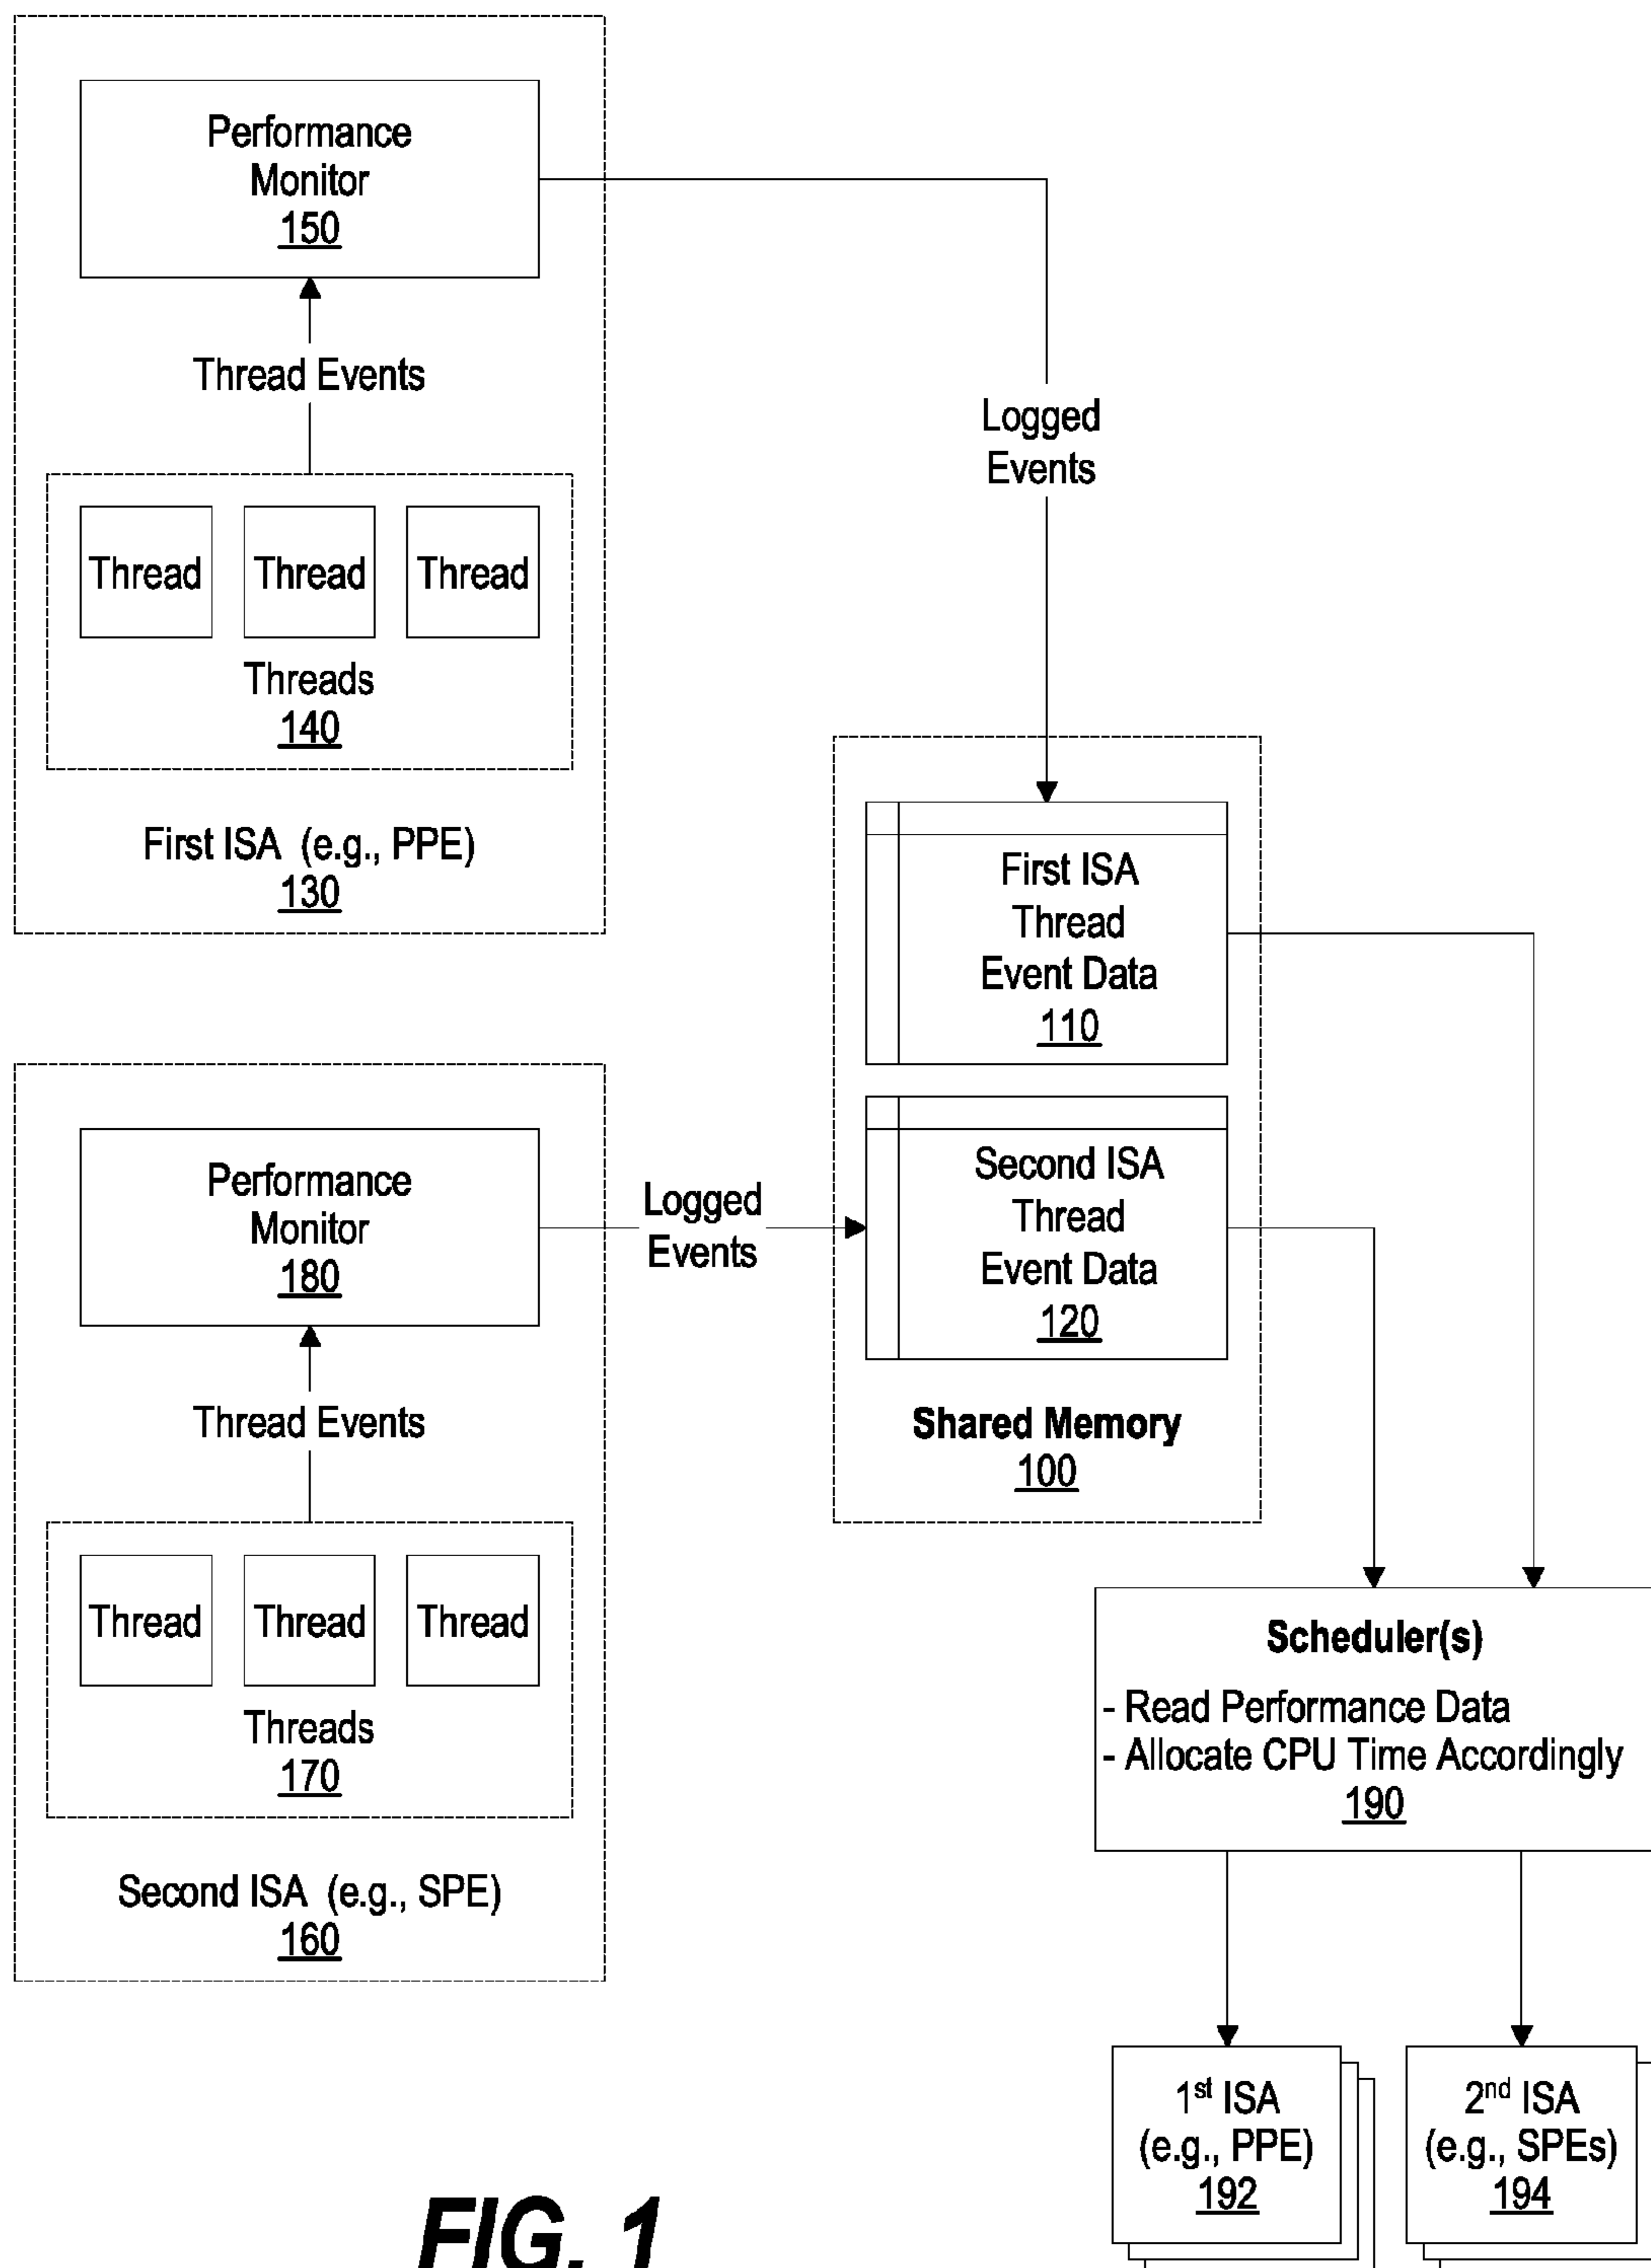 Performance
Monitor
150
Thread Events
Thread Thread Thread
Threads
140
First ISA (e.g., PPE)
130
Logged
Events
First ISA
Thread
Event Data
110
Performance
Monitor
180
Logged
Events
Second ISA
Thread
Event Data
120
Shared Memory
100
Thread Events
Thread Thread Thread
Threads
170
Second ISA (e.g., SPE)
160
Scheduler(s)
- Read Performance Data
- Allocate CPU Time Accordingly
190
1st ISA
(e.g., PPE)
192
2nd ISA
(e.g., SPEs)
194
FIG. 1